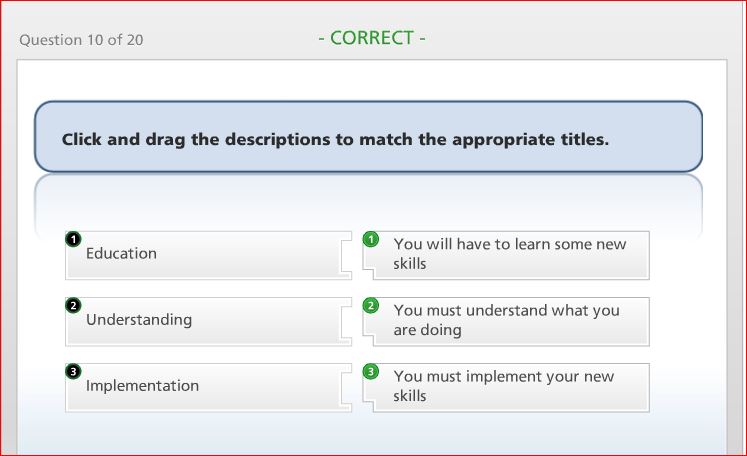 Question 10 of 20
- CORRECT -
Click and drag the descriptions to match the appropriate titles.
1
Education
1
You will have to learn some new
skills
2
Understanding
2
You must understand what you
are doing
3
Implementation
3
You must implement your new
skills